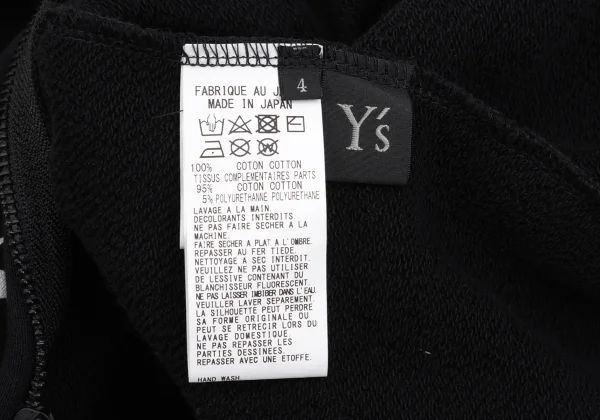 4
Y's
FABRIQUE AU
MADE IN JAPAN
100% COTON COTTON
TISSUS COMPLEMENTAIRES PARTS
95% COTON COTTON
5% POLYURETHANNE POLYURETHANE
LAVAGE A LA MAIN.
DECOLORANTS INTERDITS.
NE PAS FAIRE SECHER A LA
MACHINE.
FAIRE SECHER A PLAT A L'OMBRE.
REPASSER AU FER TIEDE.
NETTOYAGE A SEC INTERDIT.
VEUILLEZ NE PAS UTILISER
DE LESSIVE CONTENANT DU
BLANCHISSEUR FLUORESCENT.
NE PAS LAISSER IMBIBER DANS L'EAU.
VEUILLER LAVER SEPAREMENT.
LA SILHOUETTE PEUT PERDRE
SA FORME ORIGINALE OU
PEUT SE RETRECIR LORS DU
LAVAGE DOMESTIQUE.
NE PAS REPASSER LES
PARTIES DESSINEES.
REPASSER AVEC UNE ETOFFE.
HAND WASH